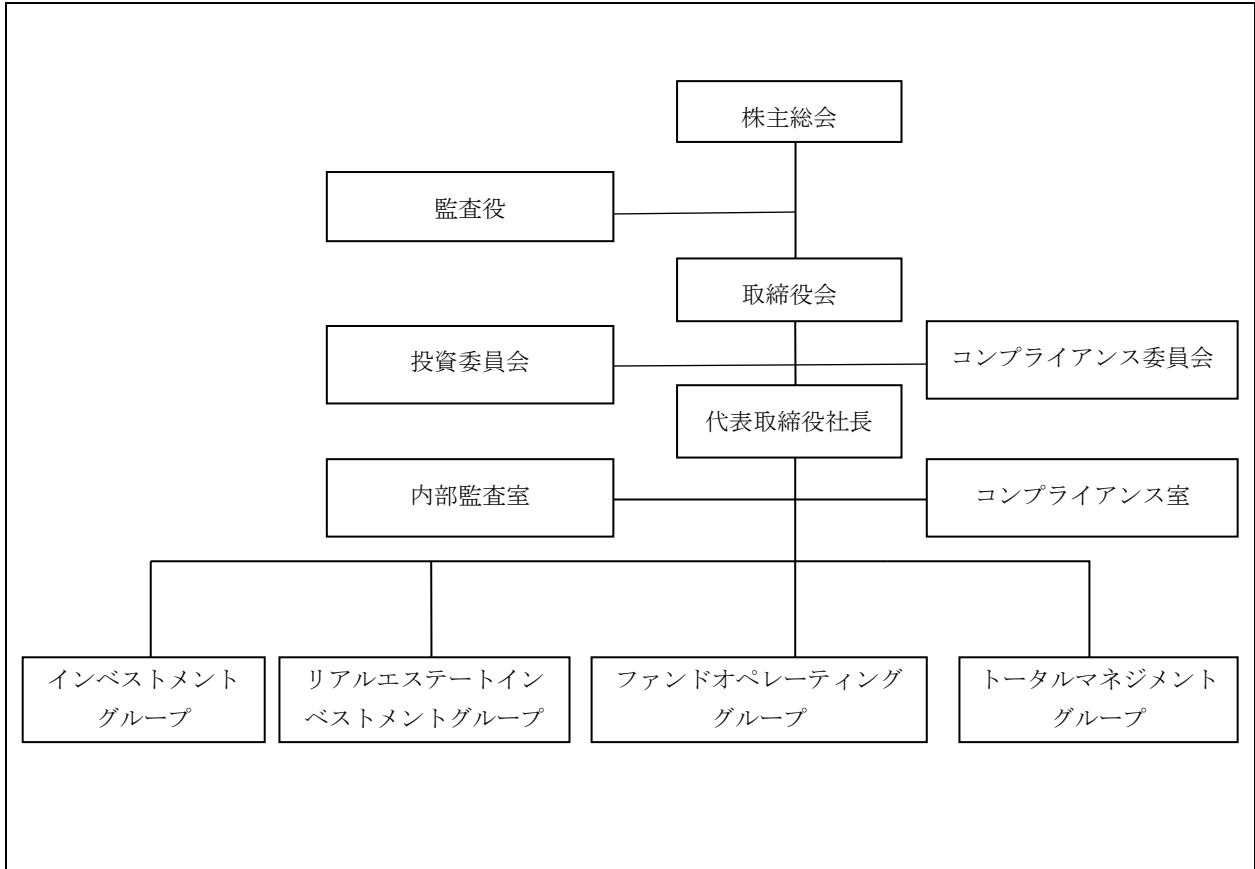 株主総会
監査役
取締役会
投資委員会
コンプライアンス委員会
代表取締役社長
内部監査室
コンプライアンス室
インベストメント
グループ
リアルエステートイン
ベストメントグループ
ファンドオペレーティング
グループ
トータルマネジメント
グループ